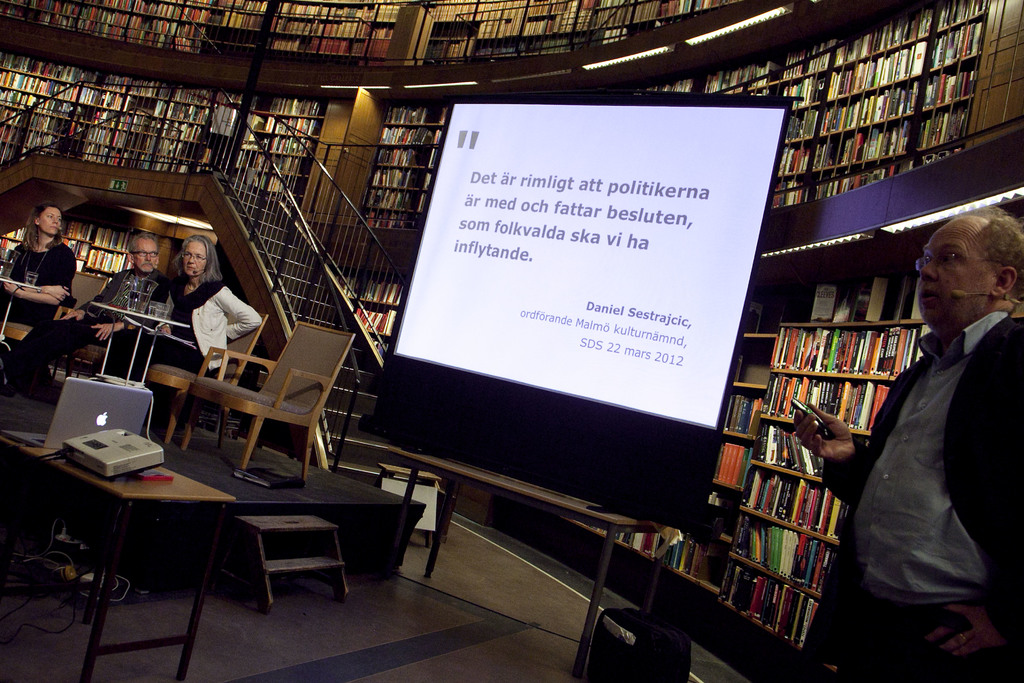 "
Det är rimligt att politikerna
är med och fattar besluten,
som folkvalda ska vi ha
inflytande.
Daniel Sestrajcic,
ordförande Malmö kulturnämnd,
SDS 22 mars 2012